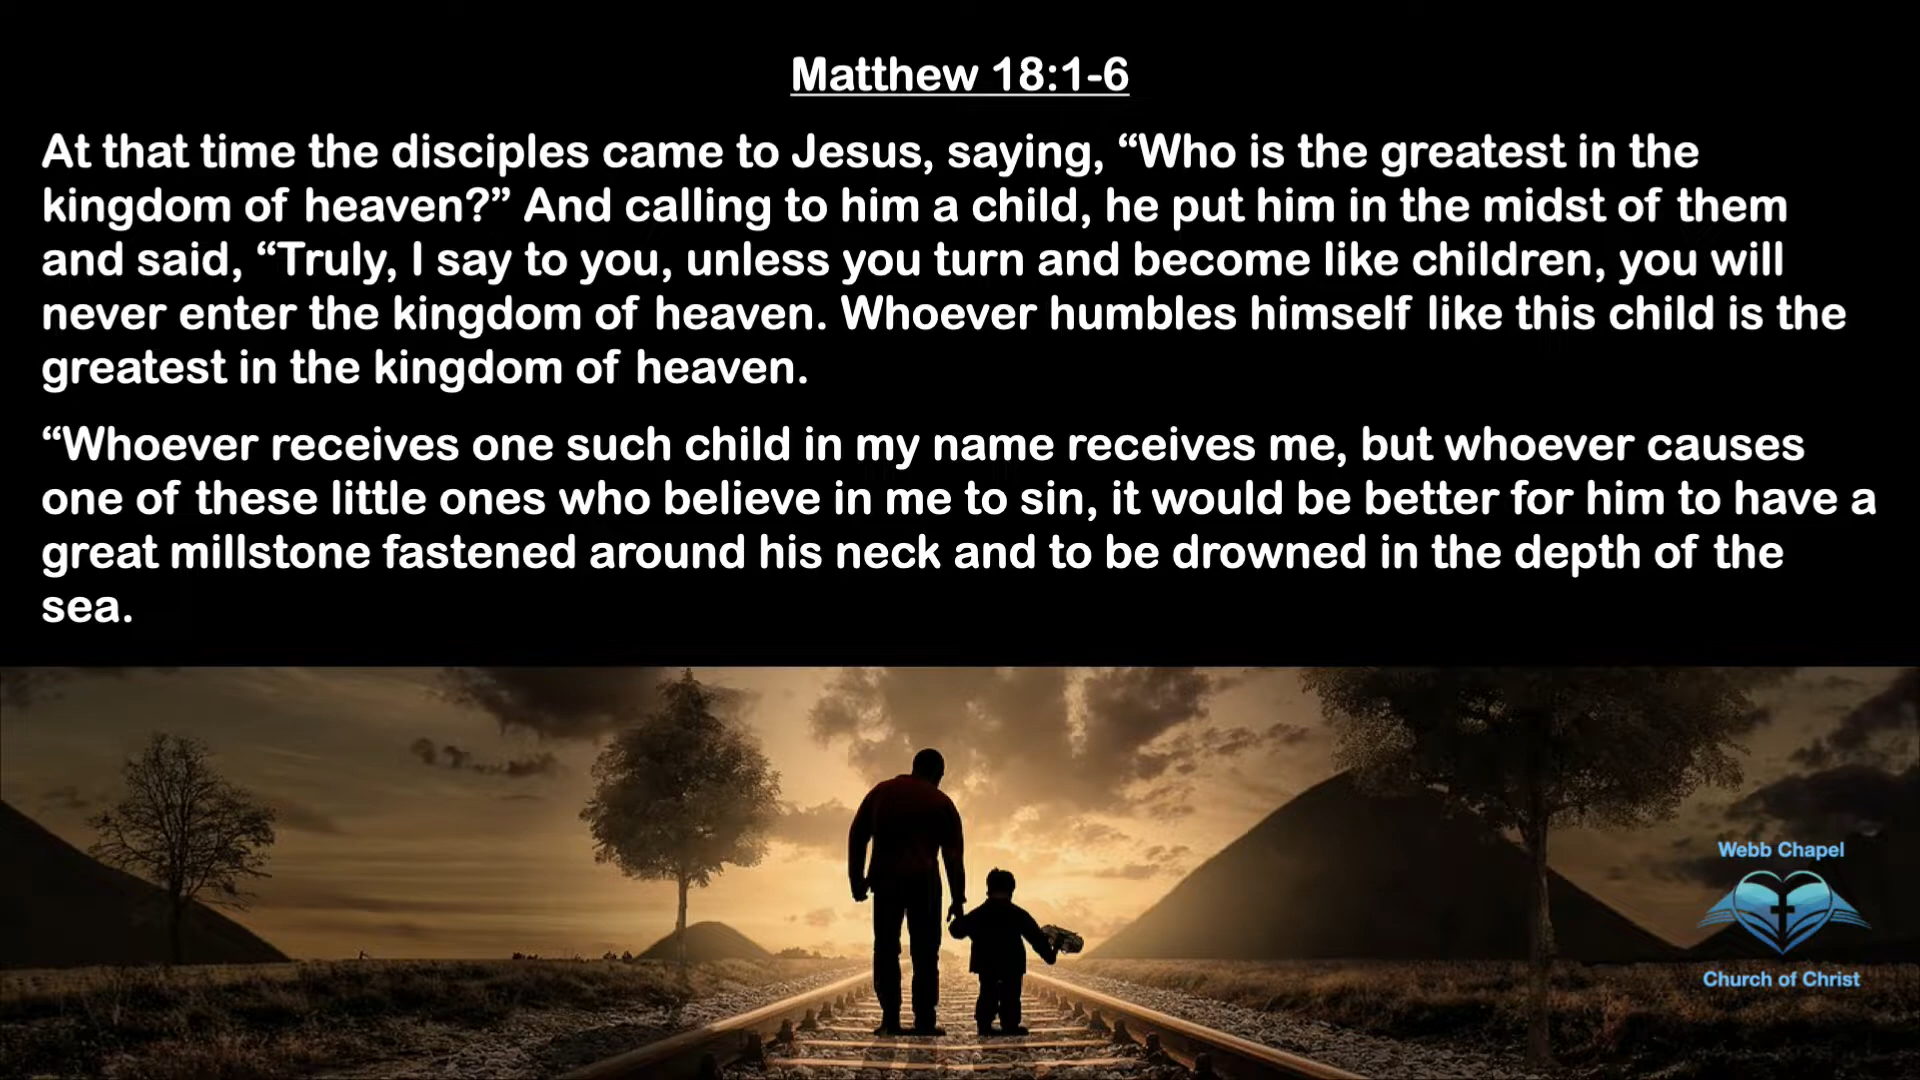 Matthew 18:1-6
At that time the disciples came to Jesus, saying, “Who is the greatest in the
kingdom of heaven?” And calling to him a child, he put him in the midst of them
and said, “Truly, I say to you, unless you turn and become like children, you will
never enter the kingdom of heaven. Whoever humbles himself like this child is the
greatest in the kingdom of heaven.
“Whoever receives one such child in my name receives me, but whoever causes
one of these little ones who believe in me to sin, it would be better for him to have a
great millstone fastened around his neck and to be drowned in the depth of the
sea.
Webb Chapel
Church of Christ